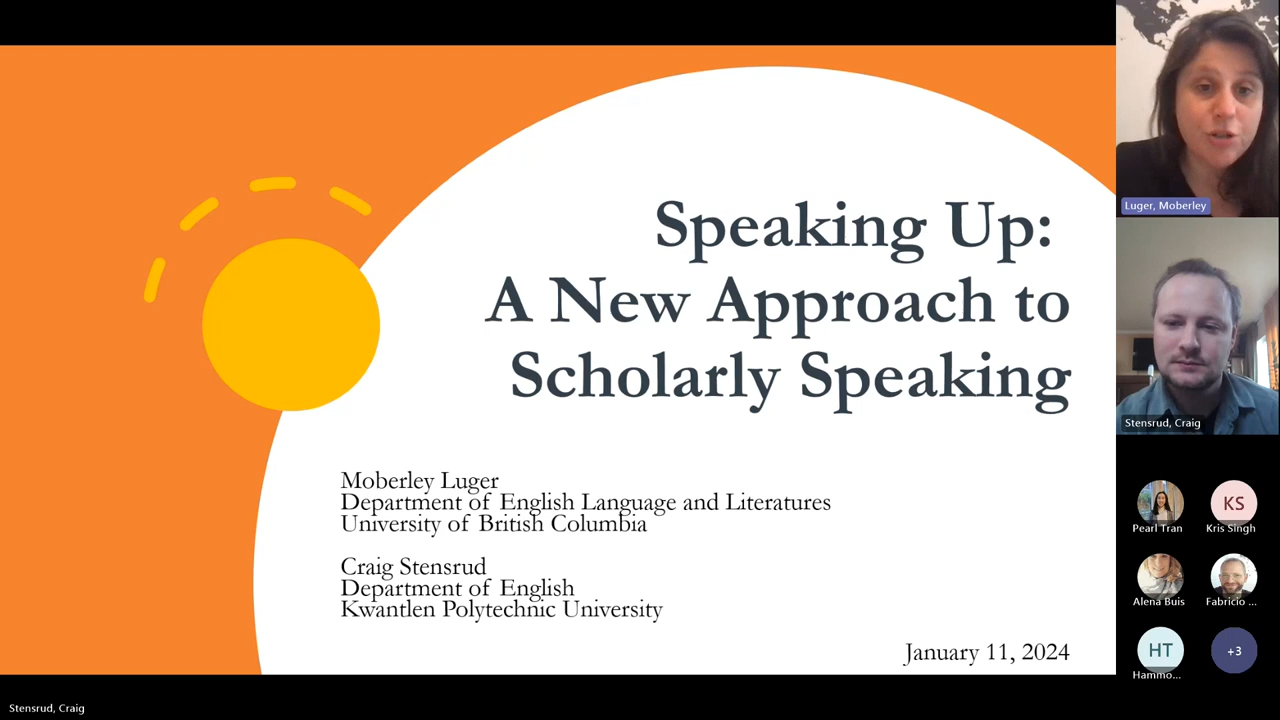 Speaking Up:
A New Approach to
Scholarly Speaking
Moberley Luger
Department of English Language and Literatures
University of British Columbia
Craig Stensrud
Department of English
Kwantlen Polytechnic University
January 11, 2024
Luger, Moberley
Stensrud, Craig
KS
Pearl Tran
Kris Singh
Alena Buis
Fabricio ...
HT
+3
Hammo...
Stensrud, Craig